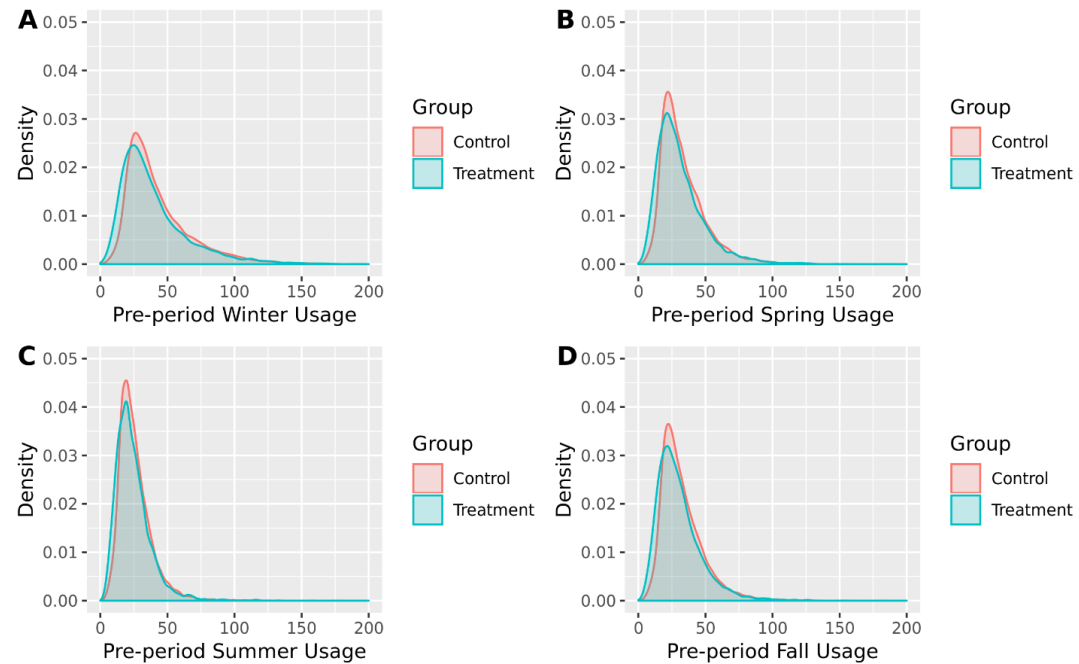 A
0.05
0.04
0.03
0.02
0.01
0.00
Density
0 50 100 150 200
Pre-period Winter Usage
Group
Control
Treatment
B
0.05
0.04
0.03
0.02
0.01
0.00
Density
0 50 100 150 200
Pre-period Spring Usage
Group
Control
Treatment
C
0.05
0.04
0.03
0.02
0.01
0.00
Density
0 50 100 150 200
Pre-period Summer Usage
Group
Control
Treatment
D
0.05
0.04
0.03
0.02
0.01
0.00
Density
0 50 100 150 200
Pre-period Fall Usage
Group
Control
Treatment